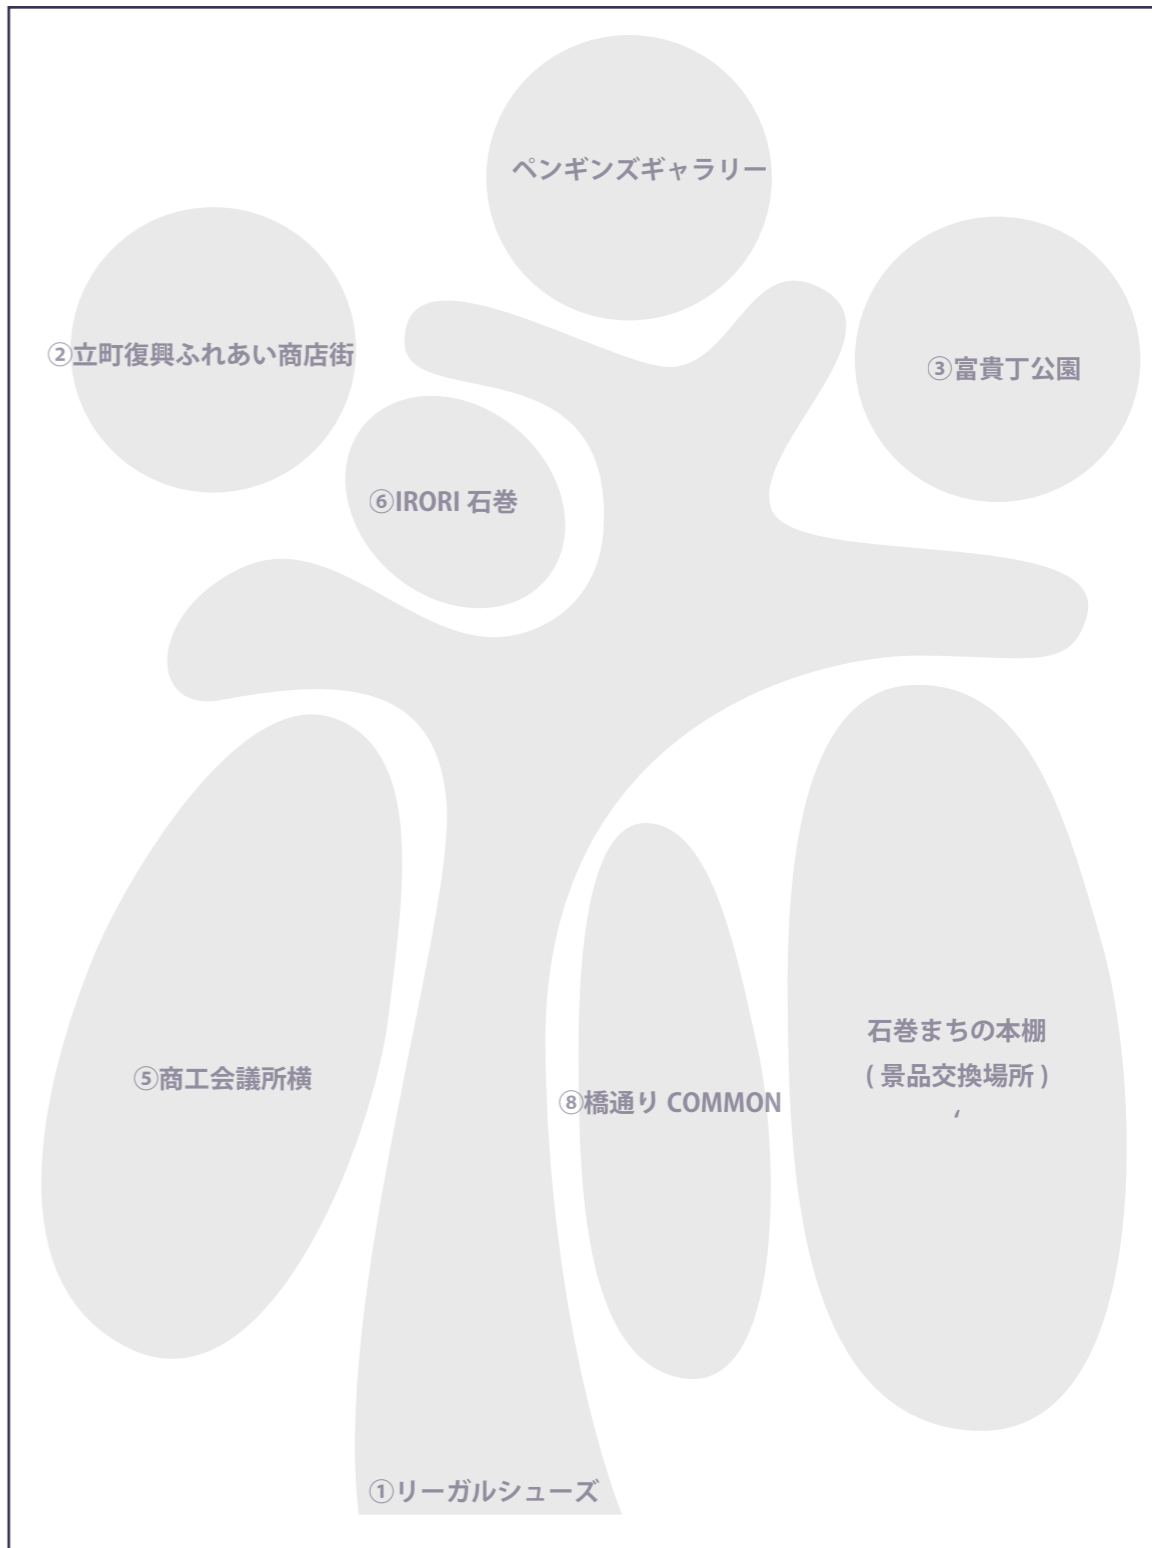 ペンギンズギャラリー
②立町復興ふれあい商店街
③富貴丁公園
⑥IRORI 石巻
石巻まちの本棚
( 景品交換場所 )
‘
⑤商工会議所横
⑧橋通り COMMON
①リーガルシューズ